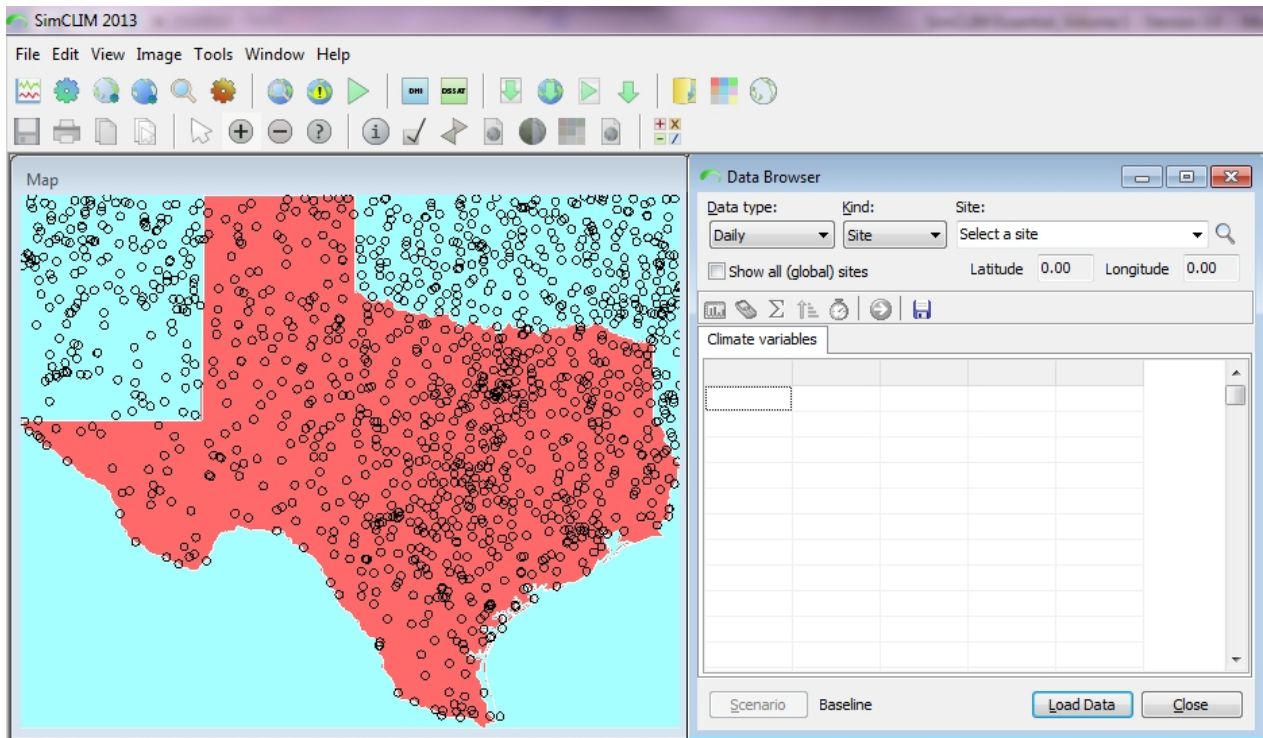 SimCLIM 2013
File Edit View Image Tools Window Help
DHI DSSAT
Map
Data Browser
Data type: Kind: Site:
Daily Site Select a site
Show all (global) sites Latitude 0.00 Longitude 0.00
Climate variables
Scenario Baseline Load Data Close